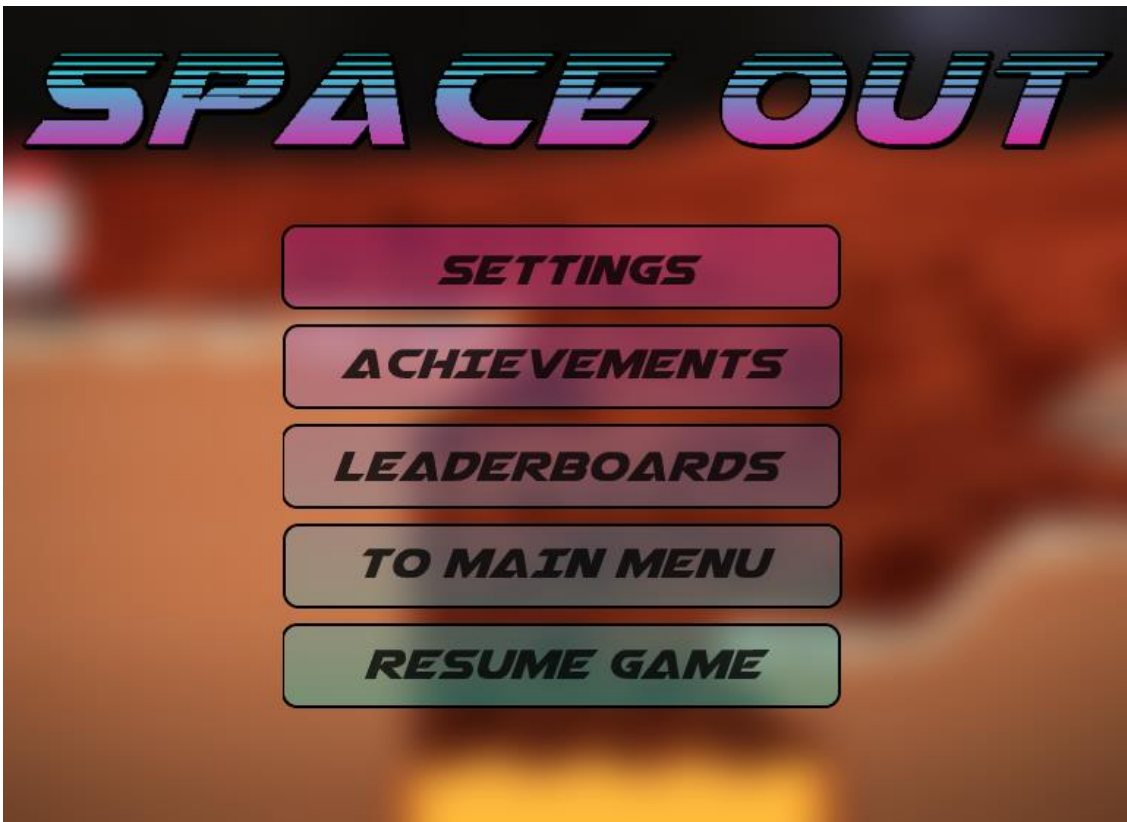 SPACE OUT
SETTINGS
ACHIEVEMENTS
LEADERBOARDS
TO MAIN MENU
RESUME GAME